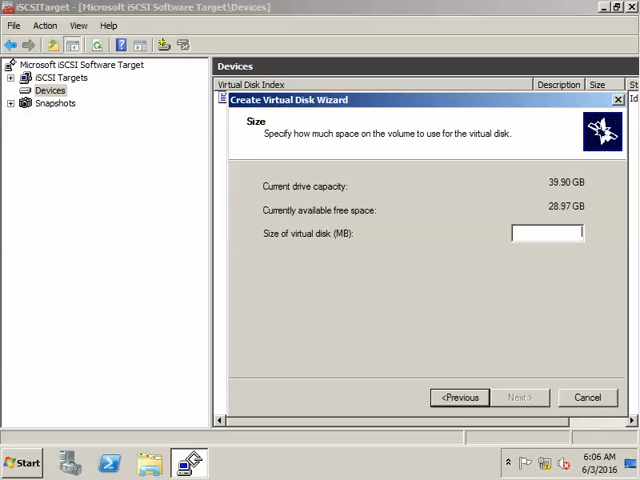 iSCSITarget - [Microsoft iSCSI Software Target\Devices]
File Action View Help
Microsoft iSCSI Software Target
iSCSI Targets
Devices
Snapshots
Devices
Virtual Disk Index Description Size St
Id
Create Virtual Disk Wizard
Size
Specify how much space on the volume to use for the virtual disk.
Current drive capacity: 39.90 GB
Currently available free space: 28.97 GB
Size of virtual disk (MB):
<Previous Next> Cancel
Start
6:06 AM
6/3/2016